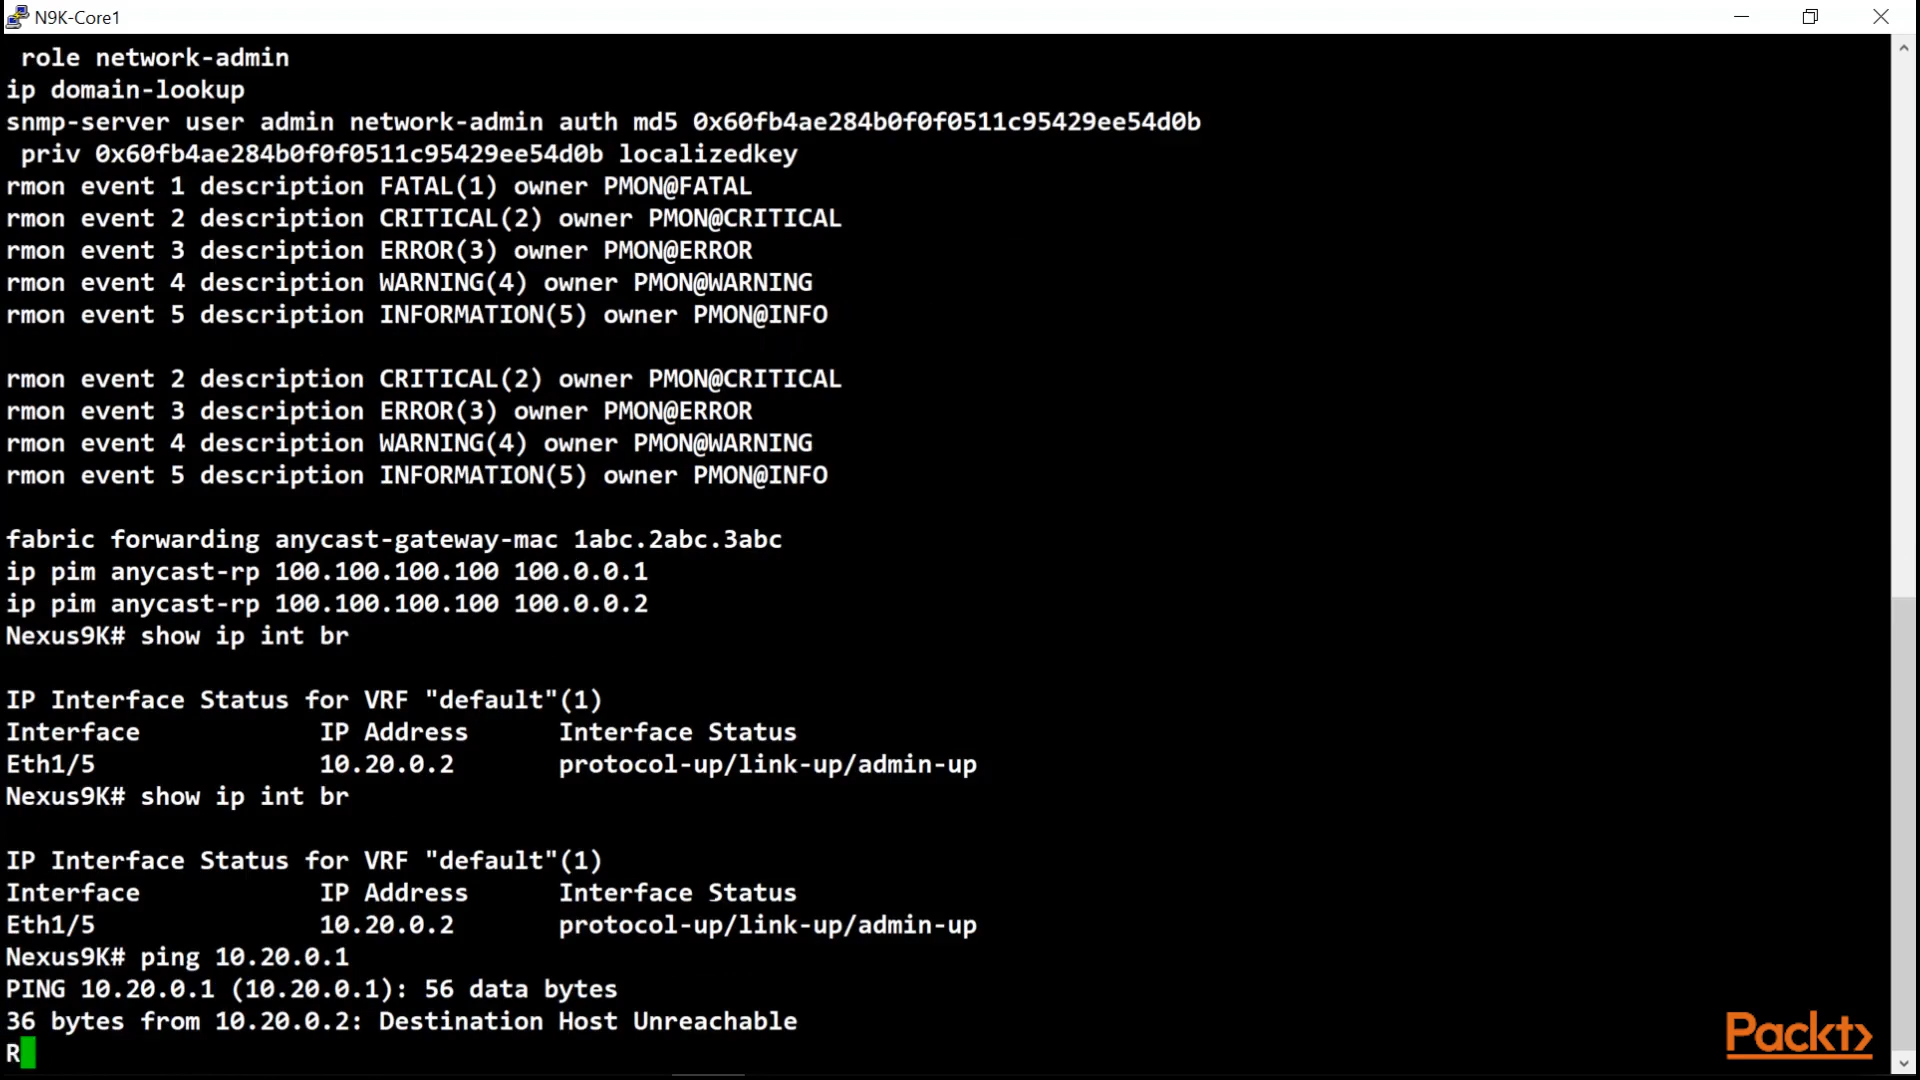 N9K-Core1
role network-admin
ip domain-lookup
snmp-server user admin network-admin auth md5 0x60fb4ae284b0f0f0511c95429ee54d0b
priv 0x60fb4ae284b0f0f0511c95429ee54d0b localizedkey
rmon event 1 description FATAL(1) owner PMON@FATAL
rmon event 2 description CRITICAL(2) owner PMON@CRITICAL
rmon event 3 description ERROR(3) owner PMON@ERROR
rmon event 4 description WARNING(4) owner PMON@WARNING
rmon event 5 description INFORMATION(5) owner PMON@INFO
rmon event 2 description CRITICAL(2) owner PMON@CRITICAL
rmon event 3 description ERROR(3) owner PMON@ERROR
rmon event 4 description WARNING(4) owner PMON@WARNING
rmon event 5 description INFORMATION(5) owner PMON@INFO
fabric forwarding anycast-gateway-mac 1abc.2abc.3abc
ip pim anycast-rp 100.100.100.100 100.0.0.1
ip pim anycast-rp 100.100.100.100 100.0.0.2
Nexus9K# show ip int br
IP Interface Status for VRF "default"(1)
Interface IP Address Interface Status
Eth1/5 10.20.0.2 protocol-up/link-up/admin-up
Nexus9K# show ip int br
IP Interface Status for VRF "default"(1)
Interface IP Address Interface Status
Eth1/5 10.20.0.2 protocol-up/link-up/admin-up
Nexus9K# ping 10.20.0.1
PING 10.20.0.1 (10.20.0.1): 56 data bytes
36 bytes from 10.20.0.2: Destination Host Unreachable
R
Packt>